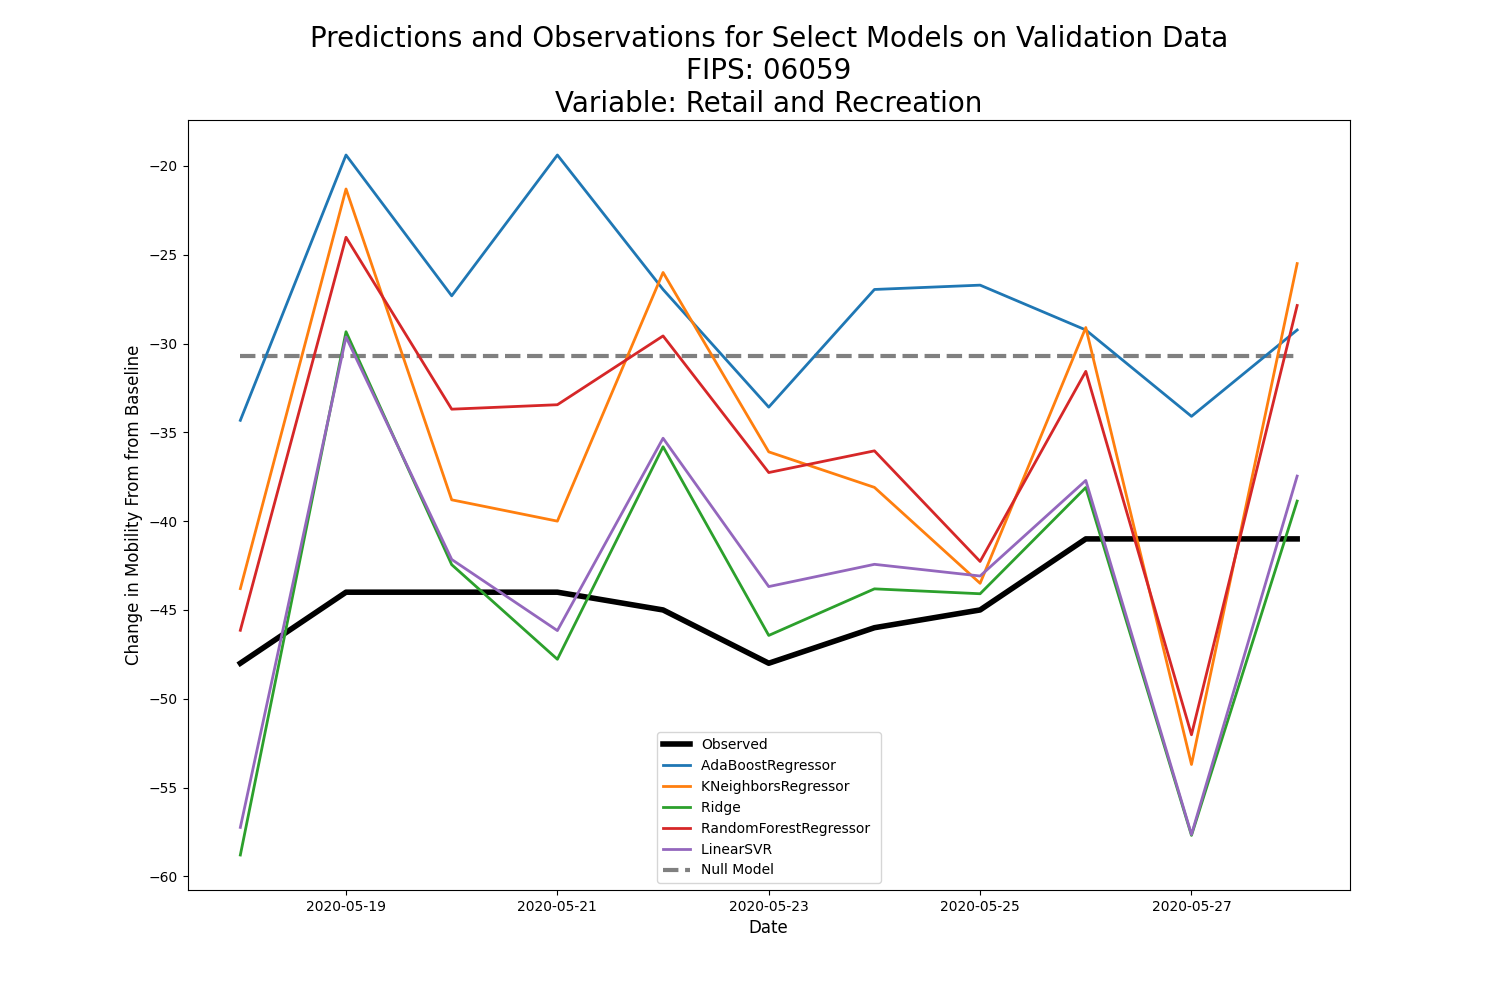 Predictions and Observations for Select Models on Validation Data
FIPS: 06059
Variable: Retail and Recreation
Change in Mobility From from Baseline
−20
−25
−30
−35
−40
−45
−50
−55
−60
Observed
AdaBoostRegressor
KNeighborsRegressor
Ridge
RandomForestRegressor
LinearSVR
Null Model
2020-05-19
2020-05-21
2020-05-23
2020-05-25
2020-05-27
Date